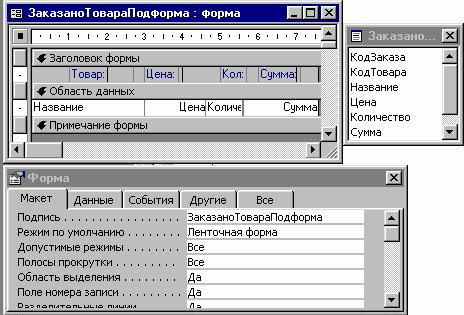 ЗаказаноТовараПодформа : форма
1 2 3 4 5 6 7
Заголовок формы
Товар: Цена: Кол: Сумма:
Область данных
Название Цена Количе Сумма
Примечание формы
Заказано...
КодЗаказа
КодТовара
Название
Цена
Количество
Сумма
Форма
Макет Данные События Другие Все
Подпись . . . . . . . . . . . . . . . . . ЗаказаноТовараПодформа
Режим по умолчанию . . . . . . . . Ленточная форма
Допустимые режимы . . . . . . . . Все
Полосы прокрутки . . . . . . . . . . Все
Область выделения . . . . . . . . . Да
Поле номера записи . . . . . . . . . Да
Разделительные линии . . . . . . . Да